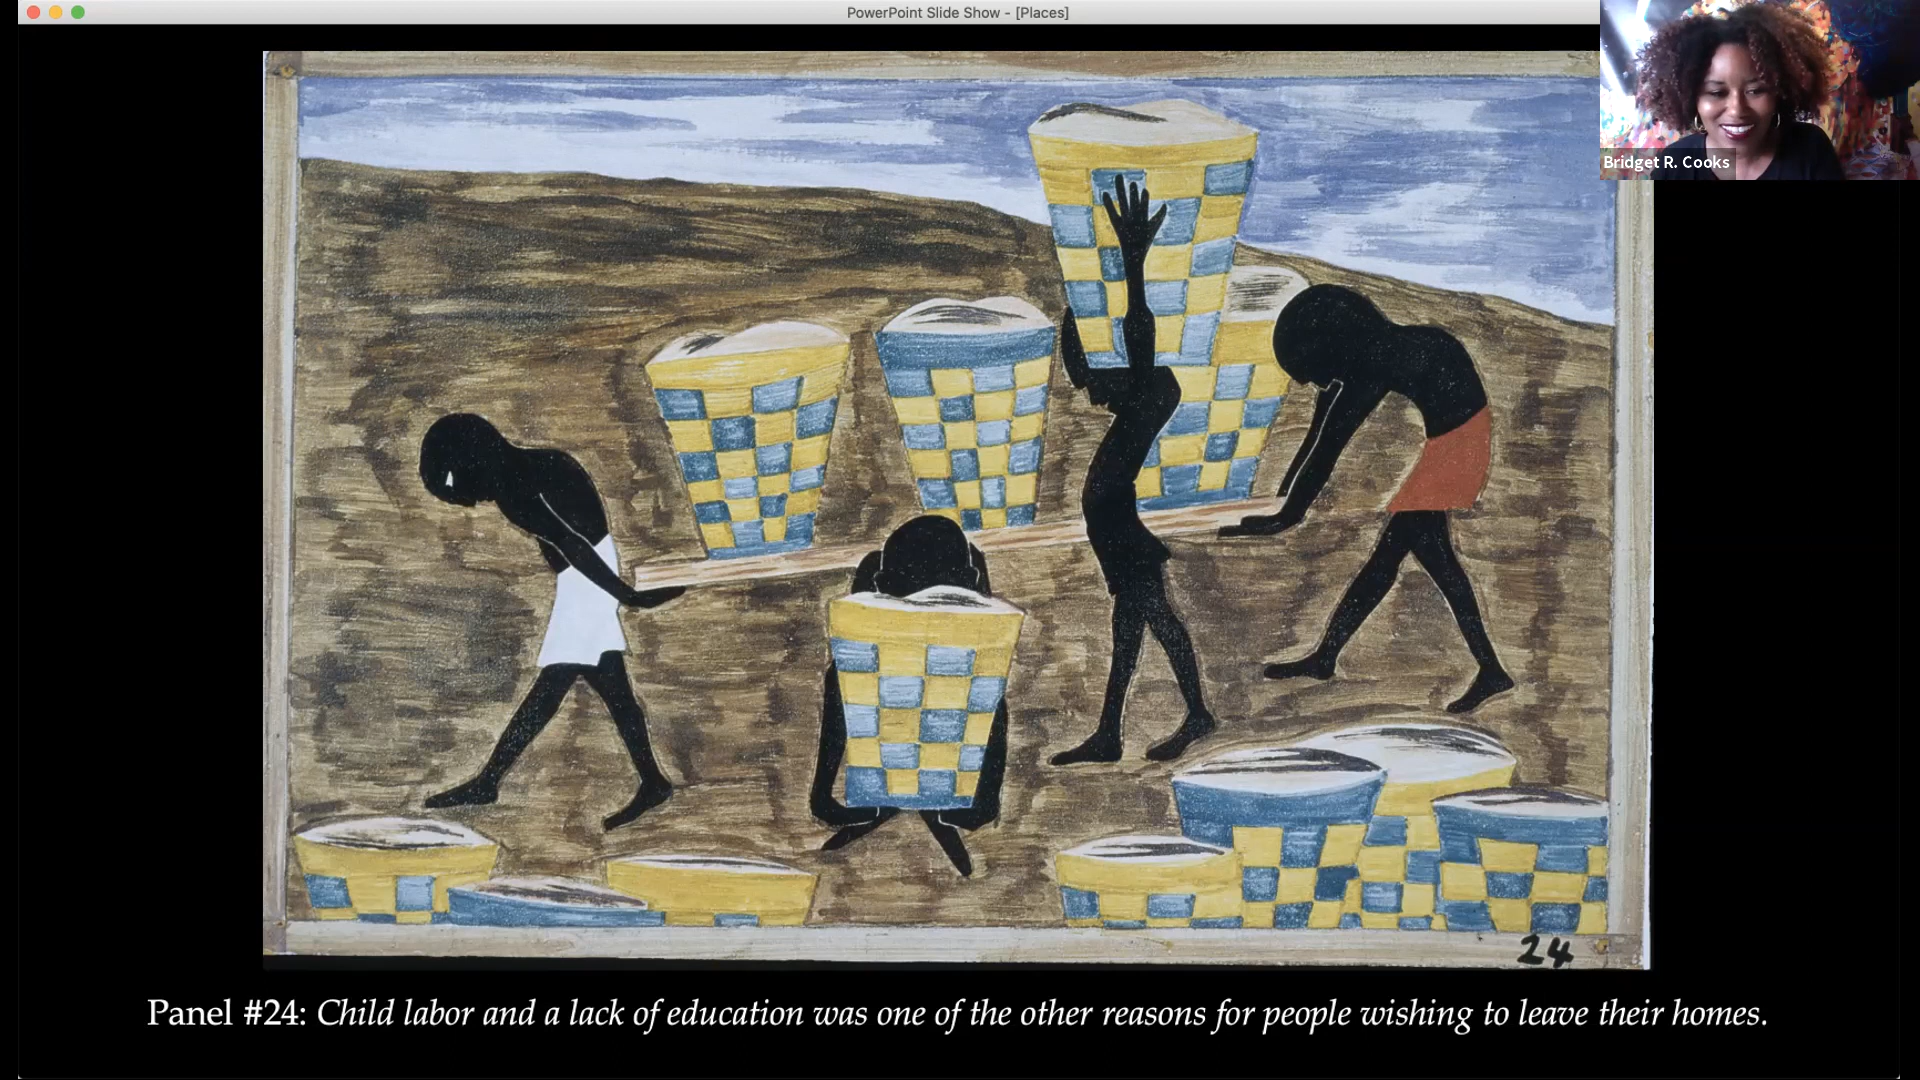 PowerPoint Slide Show - [Places]
Bridget R. Cooks
24
Panel #24: Child labor and a lack of education was one of the other reasons for people wishing to leave their homes.